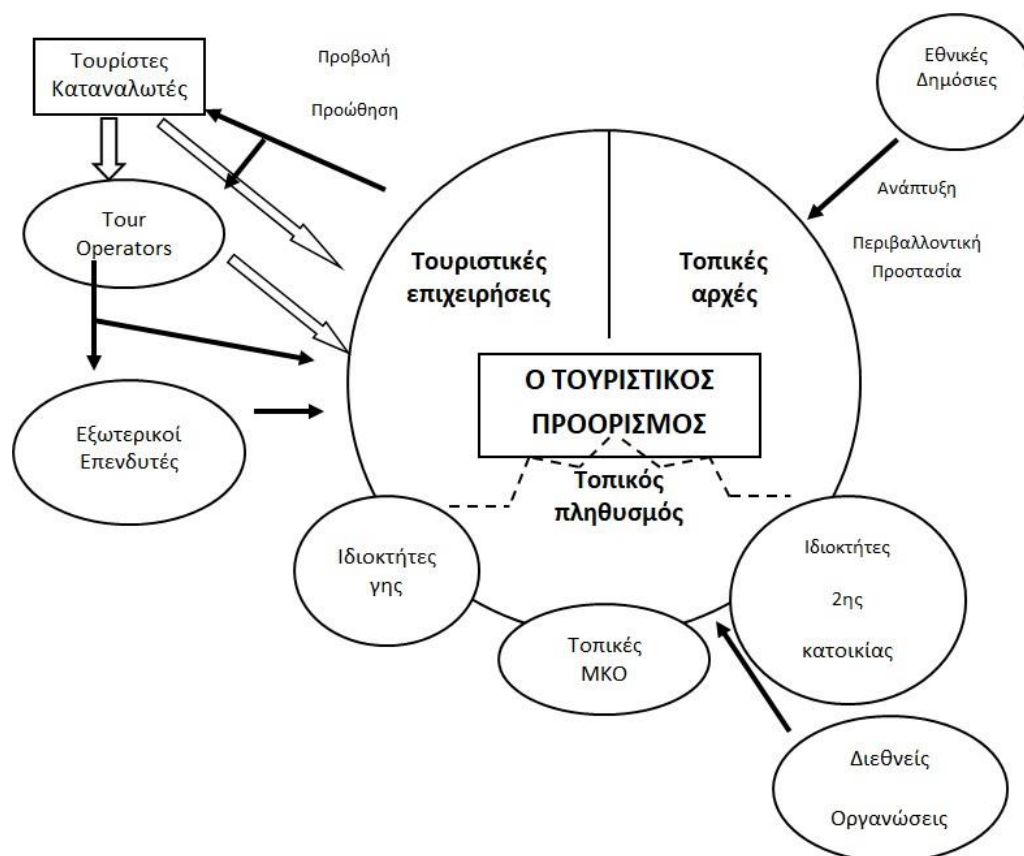 Τουρίστες
Καταναλωτές
Προβολή
Προώθηση
Εθνικές
Δημόσιες
Ανάπτυξη
Περιβαλλοντική
Προστασία
Tour
Operators
Τουριστικές
επιχειρήσεις
Τοπικές
αρχές
Ο ΤΟΥΡΙΣΤΙΚΟΣ
ΠΡΟΟΡΙΣΜΟΣ
Εξωτερικοί
Επενδυτές
Τοπικός
πληθυσμός
Ιδιοκτήτες
γης
Τοπικές
ΜΚΟ
Ιδιοκτήτες
2ης
κατοικίας
Διεθνείς
Οργανώσεις